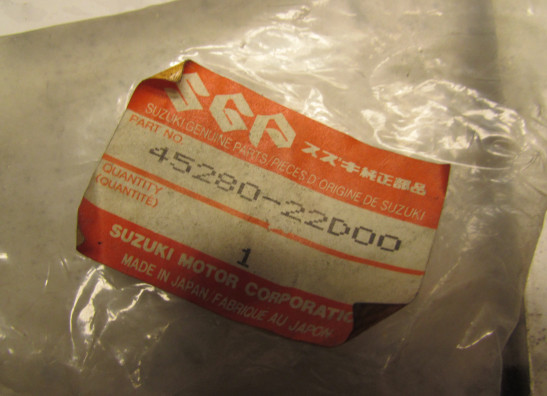 SGP スズキ純正部品
SUZUKI GENUINE PARTS/PIECES D'ORIGINE DE SUZUKI
PART NO.
45280-22D00
QUANTITY
(QUANTITÉ)
1
SUZUKI MOTOR CORPORATIO
MADE IN JAPAN/FABRIQUE AU JAPON